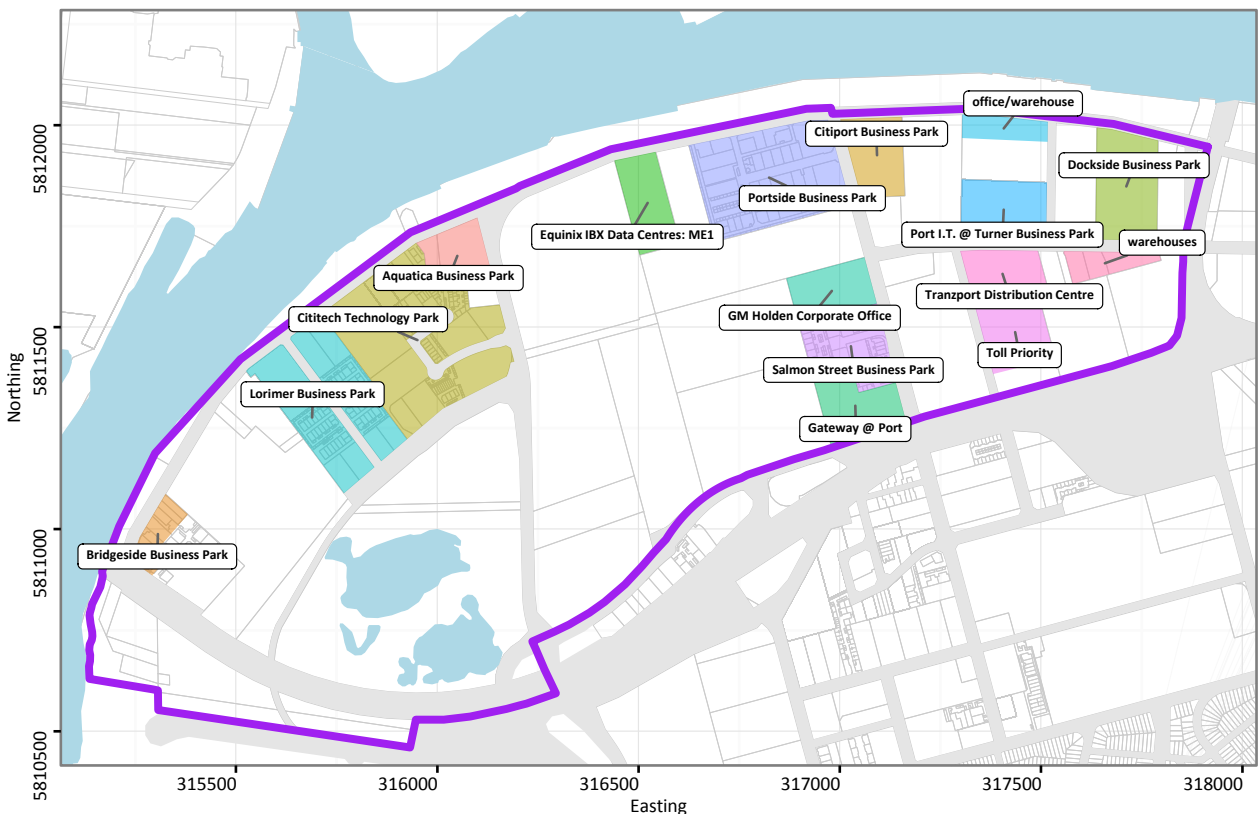 office/warehouse
Citiport Business Park
Dockside Business Park
Portside Business Park
Equinix IBX Data Centres: ME1
Port I.T. @ Turner Business Park
warehouses
Aquatica Business Park
Tranzport Distribution Centre
Cititech Technology Park
GM Holden Corporate Office
Toll Priority
Salmon Street Business Park
Lorimer Business Park
Gateway @ Port
Bridgeside Business Park
5812000
5811500
5811000
5810500
Northing
315500
316000
316500
317000
317500
318000
Easting